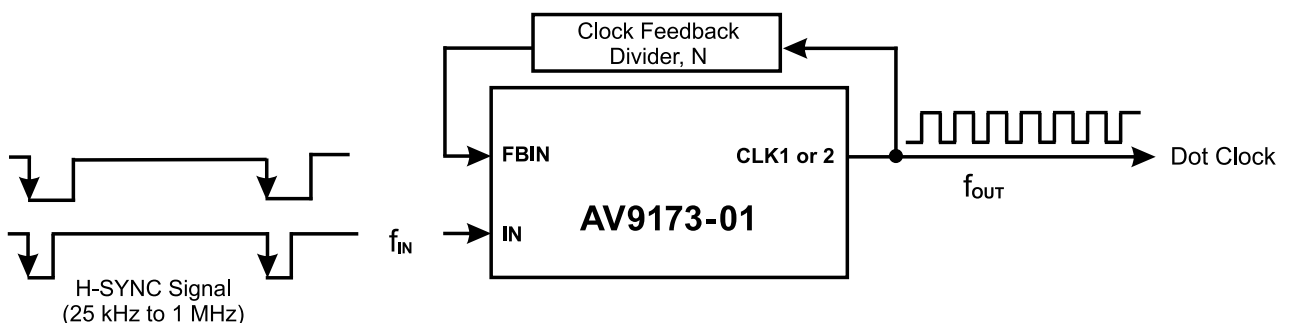 Clock Feedback
Divider, N
FBIN
CLK1 or 2
Dot Clock
fOUT
AV9173-01
fIN
IN
H-SYNC Signal
(25 kHz to 1 MHz)